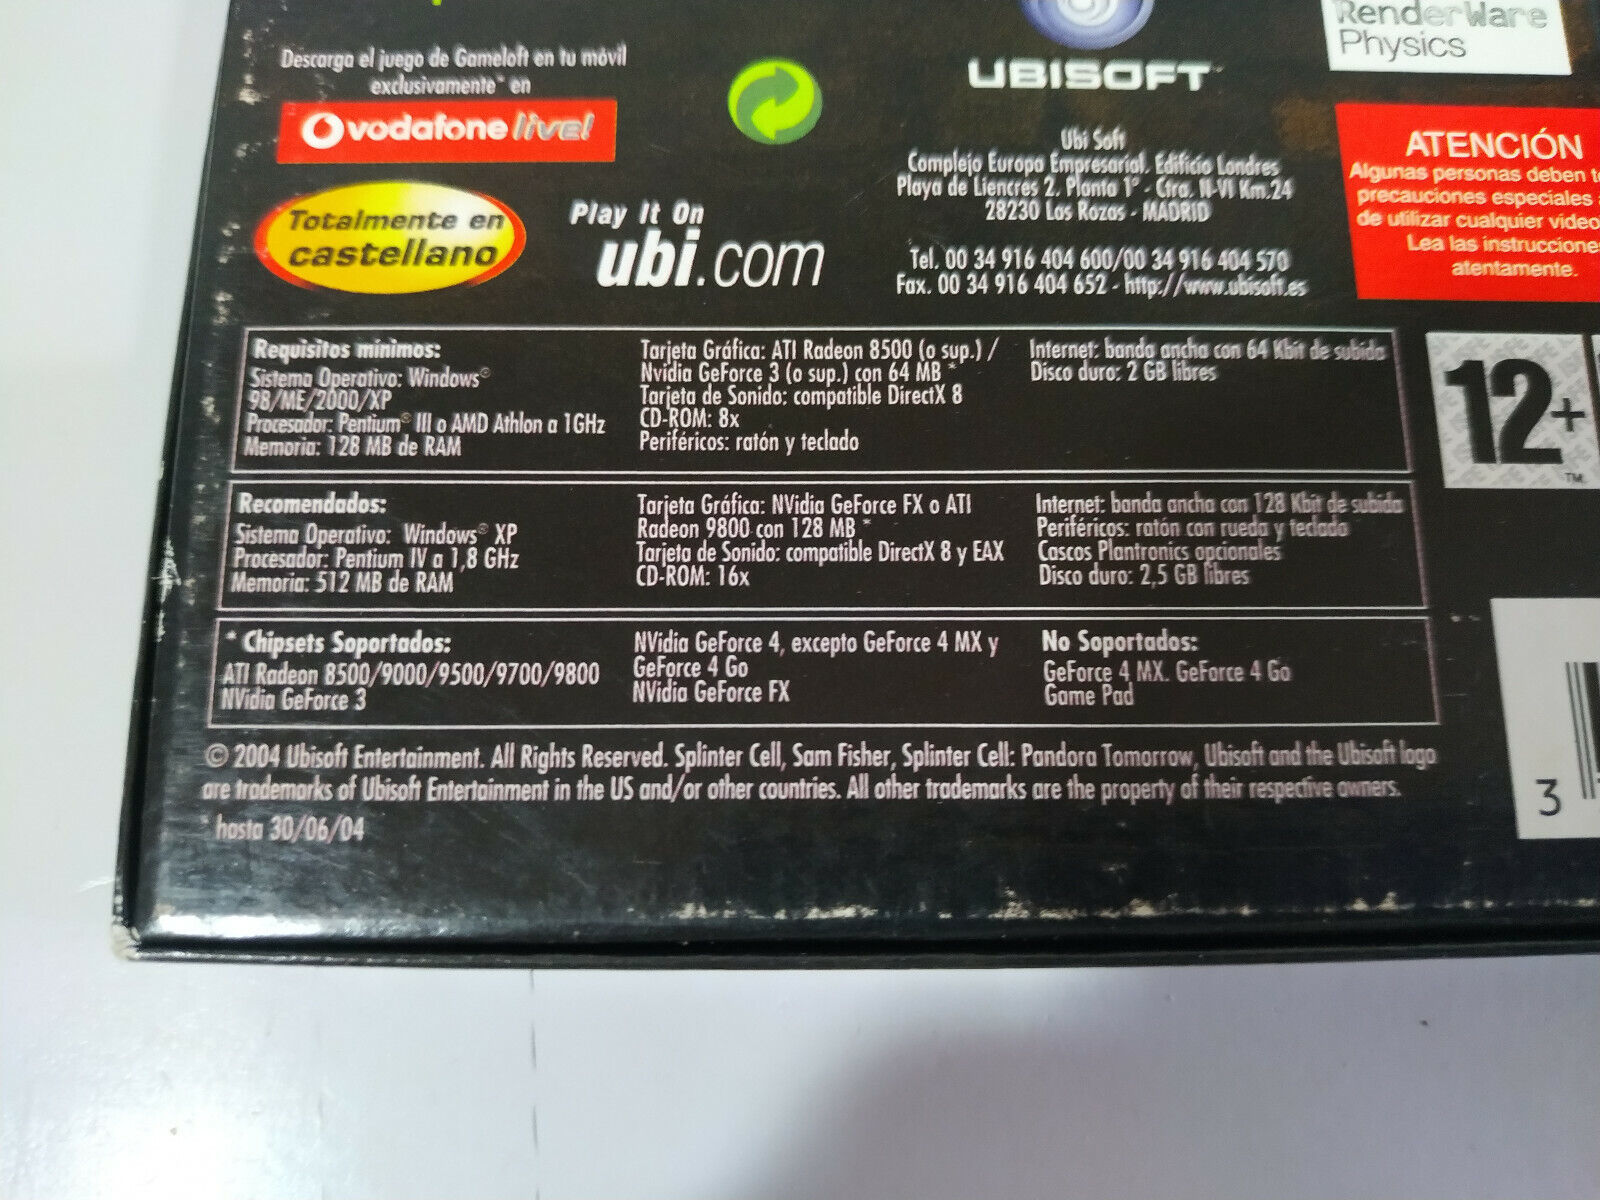 Descarga el juego de Gameloft en tu móvil
exclusivamente* en
vodafone live!
Totalmente en
castellano
Play It On
ubi.com
UBISOFT
Ubi Soft
Complejo Europa Empresarial. Edificio Londres
Playa de Liencres 2. Planta 1ª - Ctra. N-VI Km.24
28230 Las Rozas - MADRID
Tel. 00 34 916 404 600/00 34 916 404 570
Fax. 00 34 916 404 652 - http://www.ubisoft.es
RenderWare
Physics
ATENCIÓN
Algunas personas deben
precauciones especiales
de utilizar cualquier
Lea las
atentamente.
Requisitos mínimos:
Sistema Operativo: Windows®
98/ME/2000/XP
Procesador: Pentium® III o AMD Athlon a 1GHz
Memoria: 128 MB de RAM
Tarjeta Gráfica: ATI Radeon 8500 (o sup.) /
Nvidia GeForce 3 (o sup.) con 64 MB *
Tarjeta de Sonido: compatible DirectX 8
CD-ROM: 8x
Periféricos: ratón y teclado
Internet: banda ancha con 64 Kbit de subida
Disco duro: 2 GB libres
12+
TM
Recomendados:
Sistema Operativo: Windows® XP
Procesador: Pentium IV a 1,8 GHz
Memoria: 512 MB de RAM
Tarjeta Gráfica: NVidia GeForce FX o ATI
Radeon 9800 con 128 MB *
Tarjeta de Sonido: compatible DirectX 8 y EAX
CD-ROM: 16x
Internet: banda ancha con 128 Kbit de subida
Periféricos: ratón con rueda y teclado
Cascos Plantronics opcionales
Disco duro: 2,5 GB libres
* Chipsets Soportados:
ATI Radeon 8500/9000/9500/9700/9800
NVidia GeForce 3
NVidia GeForce 4, excepto GeForce 4 MX y
GeForce 4 Go
NVidia GeForce FX
No Soportados:
GeForce 4 MX. GeForce 4 Go
Game Pad
© 2004 Ubisoft Entertainment. All Rights Reserved. Splinter Cell, Sam Fisher, Splinter Cell: Pandora Tomorrow, Ubisoft and the Ubisoft logo
are trademarks of Ubisoft Entertainment in the US and/or other countries. All other trademarks are the property of their respective owners.
* hasta 30/06/04
3